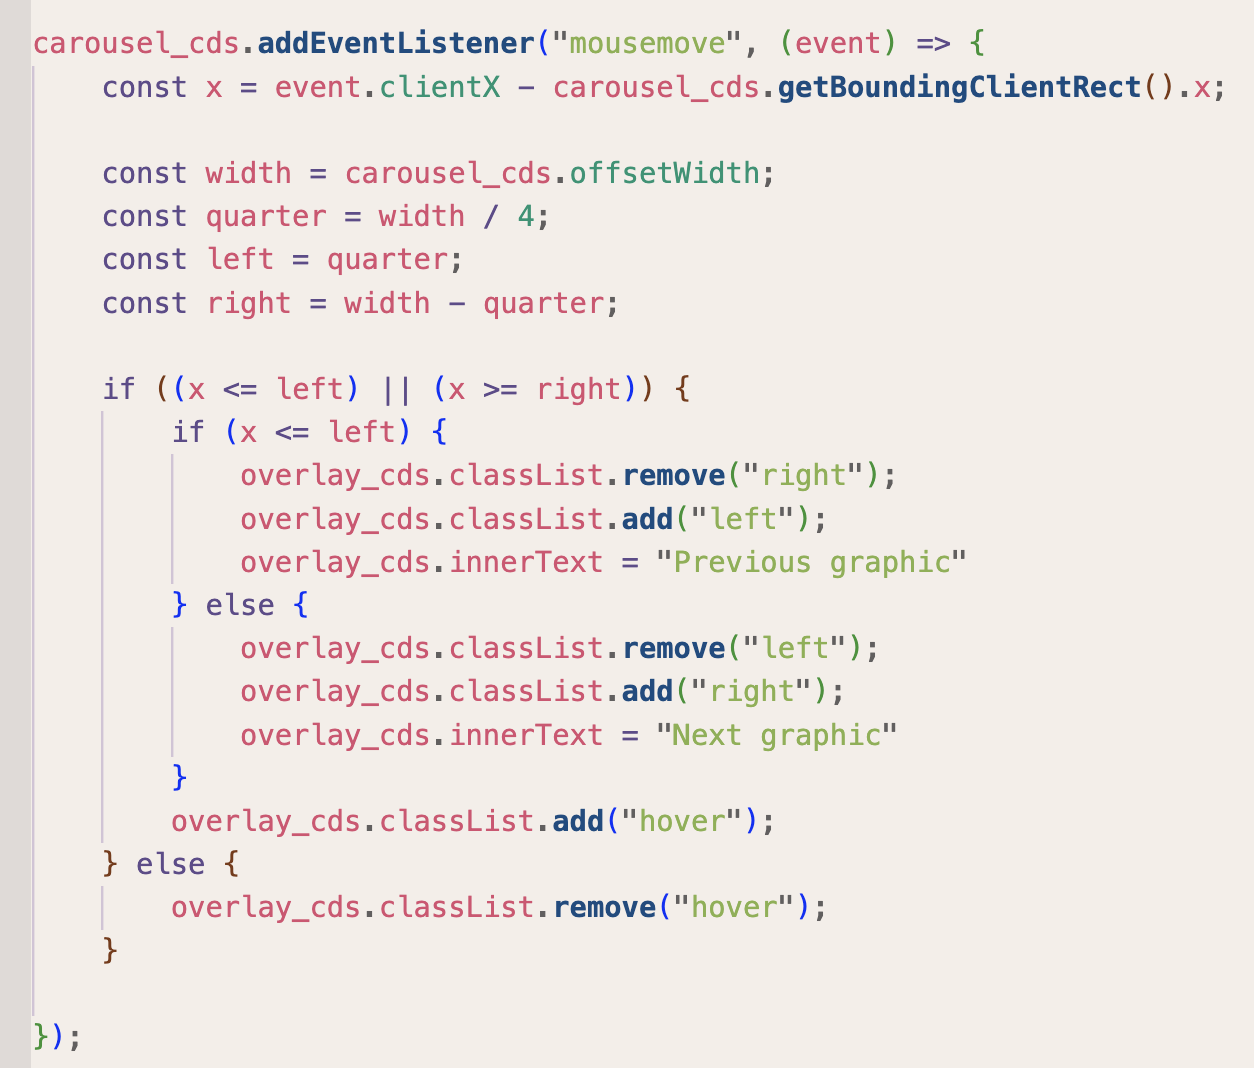 carousel_cds.addEventListener("mousemove", (event) => {
    const x = event.clientX - carousel_cds.getBoundingClientRect().x;

    const width = carousel_cds.offsetWidth;
    const quarter = width / 4;
    const left = quarter;
    const right = width - quarter;

    if ((x <= left) || (x >= right)) {
        if (x <= left) {
            overlay_cds.classList.remove("right");
            overlay_cds.classList.add("left");
            overlay_cds.innerText = "Previous graphic"
        } else {
            overlay_cds.classList.remove("left");
            overlay_cds.classList.add("right");
            overlay_cds.innerText = "Next graphic"
        }
        overlay_cds.classList.add("hover");
    } else {
        overlay_cds.classList.remove("hover");
    }

});